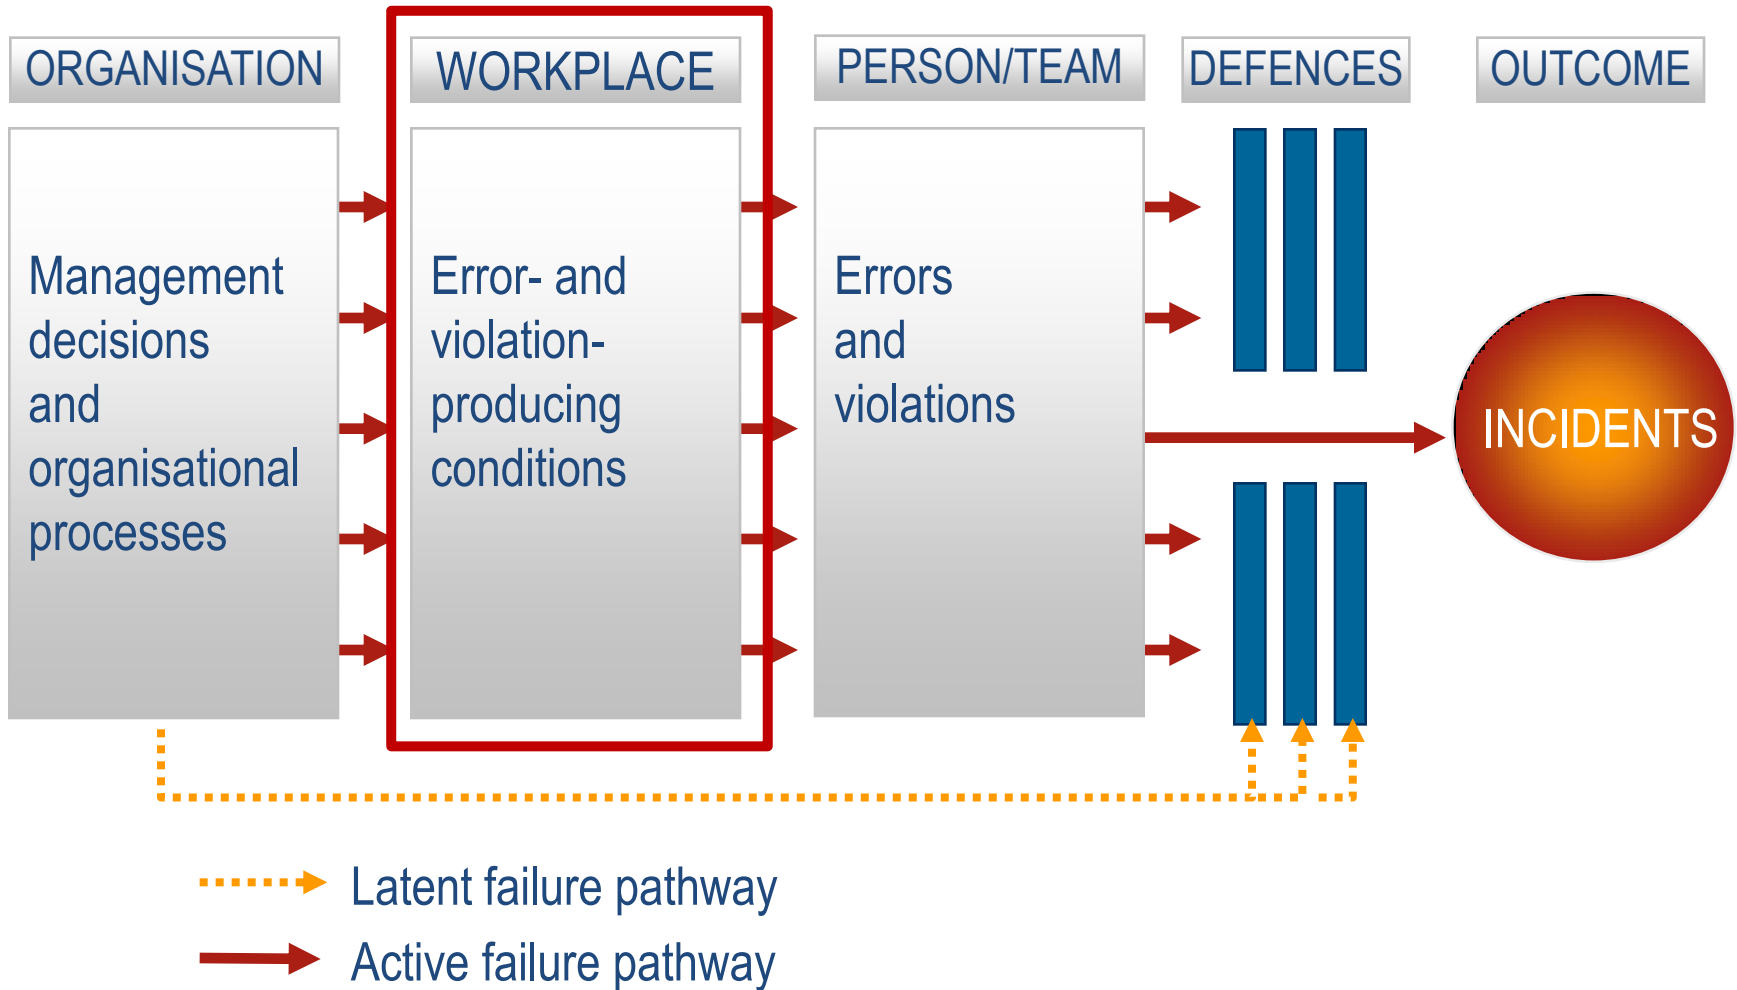 ORGANISATION
WORKPLACE
PERSON/TEAM
DEFENCES
OUTCOME
Management
decisions
and
organisational
processes
Error- and
violation-
producing
conditions
Errors
and
violations
INCIDENTS
Latent failure pathway
Active failure pathway